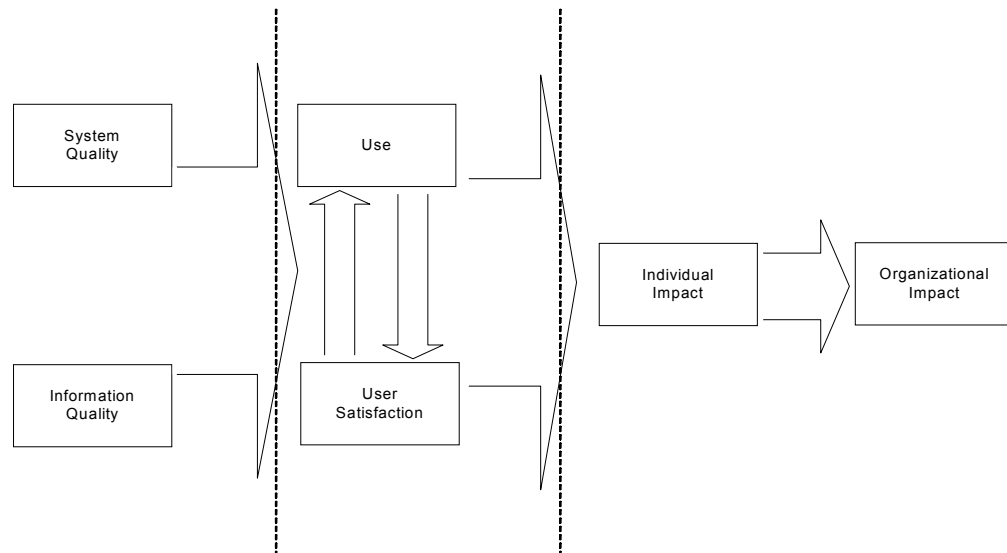 System
Quality
Use
Individual
Impact
Organizational
Impact
Information
Quality
User
Satisfaction